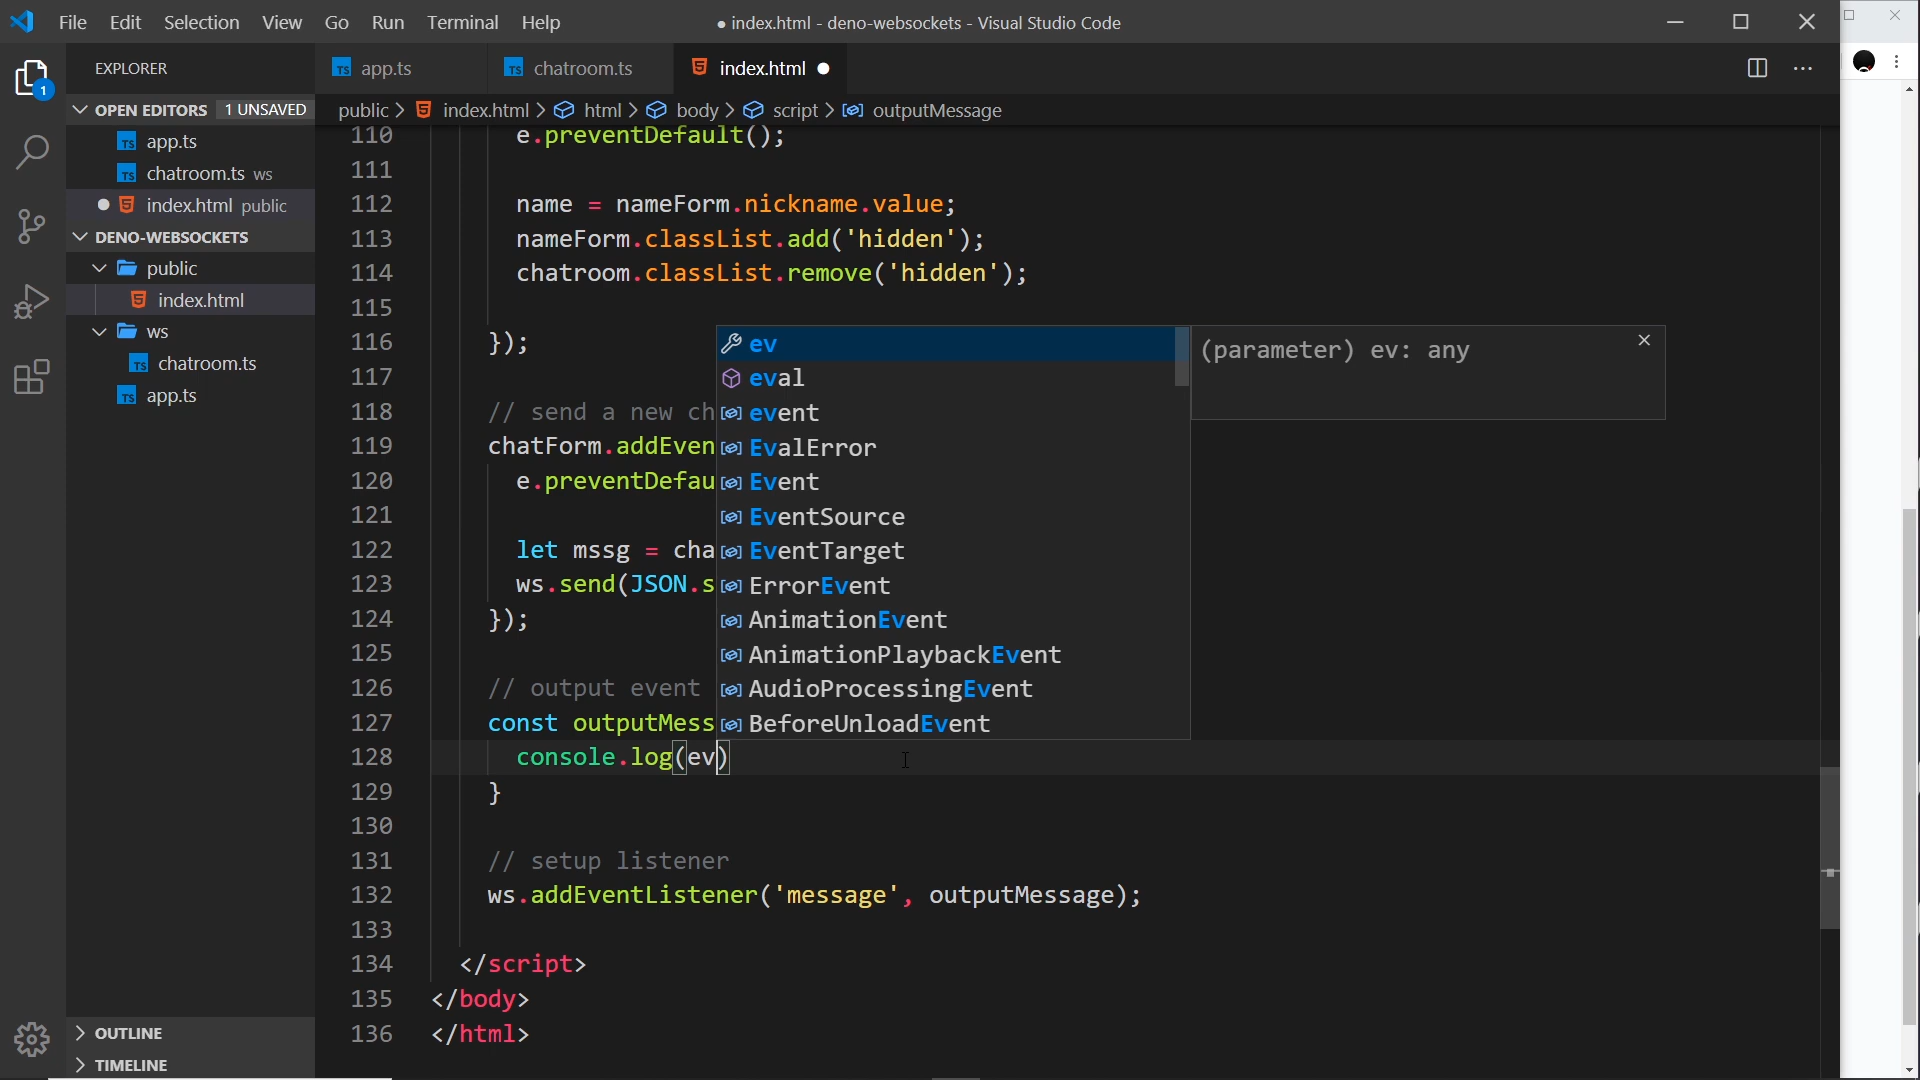 File Edit Selection View Go Run Terminal Help
● index.html - deno-websockets - Visual Studio Code
EXPLORER
1
OPEN EDITORS 1 UNSAVED
TS app.ts
TS chatroom.ts ws
index.html public
DENO-WEBSOCKETS
public
index.html
ws
TS chatroom.ts
TS app.ts
OUTLINE
TIMELINE
TS app.ts
TS chatroom.ts
index.html
public > index.html > html > body > script > outputMessage
110 e.preventDefault();
111
112 name = nameForm.nickname.value;
113 nameForm.classList.add('hidden');
114 chatroom.classList.remove('hidden');
115
116 });
117
118 // send a new ch
119 chatForm.addEven
120 e.preventDefau
121
122 let mssg = cha
123 ws.send(JSON.s
124 });
125
126 // output event
127 const outputMess
128 console.log(ev)
129 }
130
131 // setup listener
132 ws.addEventListener('message', outputMessage);
133
134 </script>
135 </body>
136 </html>
ev
eval
event
EvalError
Event
EventSource
EventTarget
ErrorEvent
AnimationEvent
AnimationPlaybackEvent
AudioProcessingEvent
BeforeUnloadEvent
(parameter) ev: any